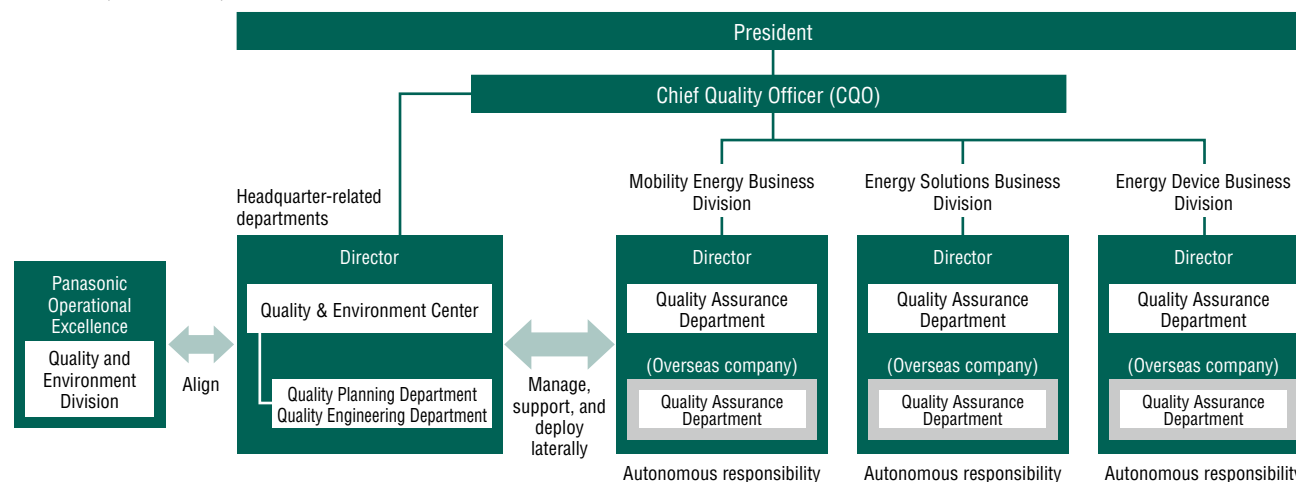 President
Chief Quality Officer (CQO)
Headquarter-related
departments
Mobility Energy Business
Division
Energy Solutions Business
Division
Energy Device Business
Division
Panasonic
Operational
Excellence
Quality and
Environment
Division
Align
Director
Quality & Environment Center
Quality Planning Department
Quality Engineering Department
Manage,
support, and
deploy
laterally
Director
Quality Assurance
Department
(Overseas company)
Quality Assurance
Department
Autonomous responsibility
Director
Quality Assurance
Department
(Overseas company)
Quality Assurance
Department
Autonomous responsibility
Director
Quality Assurance
Department
(Overseas company)
Quality Assurance
Department
Autonomous responsibility